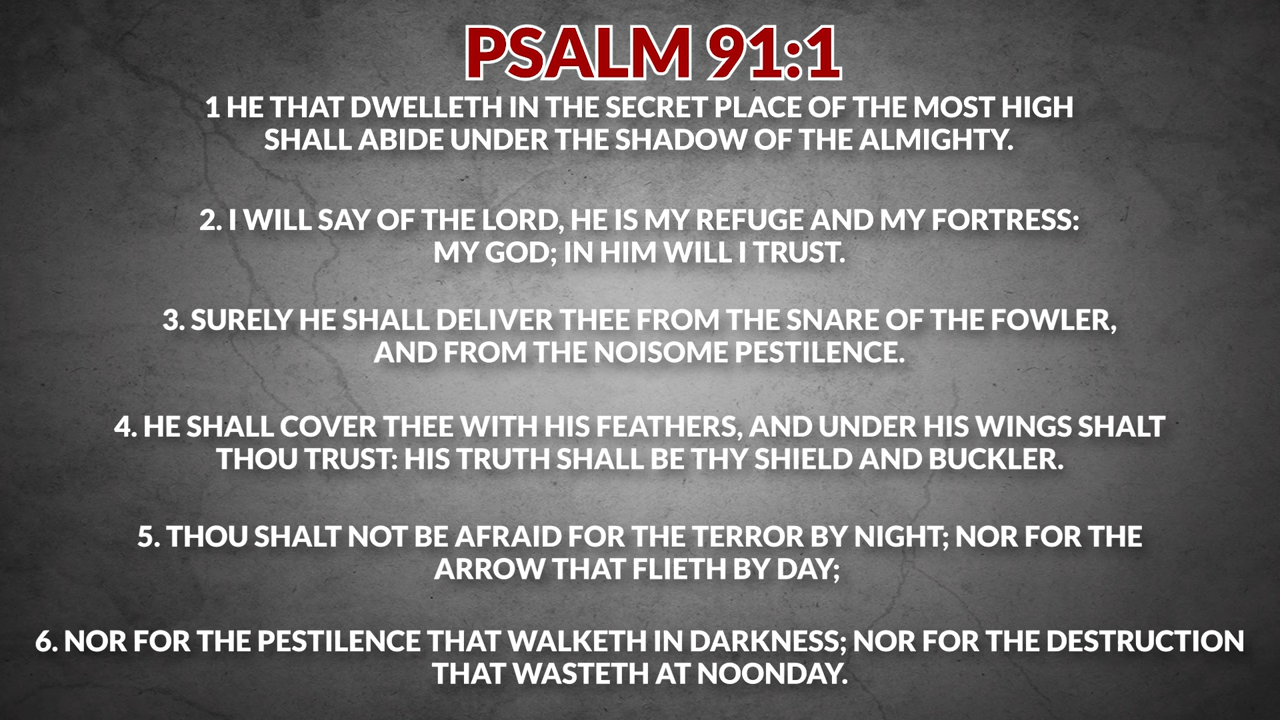 PSALM 91:1
1 HE THAT DWELLETH IN THE SECRET PLACE OF THE MOST HIGH
SHALL ABIDE UNDER THE SHADOW OF THE ALMIGHTY.
2. I WILL SAY OF THE LORD, HE IS MY REFUGE AND MY FORTRESS:
MY GOD; IN HIM WILL I TRUST.
3. SURELY HE SHALL DELIVER THEE FROM THE SNARE OF THE FOWLER,
AND FROM THE NOISOME PESTILENCE.
4. HE SHALL COVER THEE WITH HIS FEATHERS, AND UNDER HIS WINGS SHALT
THOU TRUST: HIS TRUTH SHALL BE THY SHIELD AND BUCKLER.
5. THOU SHALT NOT BE AFRAID FOR THE TERROR BY NIGHT; NOR FOR THE
ARROW THAT FLIETH BY DAY;
6. NOR FOR THE PESTILENCE THAT WALKETH IN DARKNESS; NOR FOR THE DESTRUCTION
THAT WASTETH AT NOONDAY.